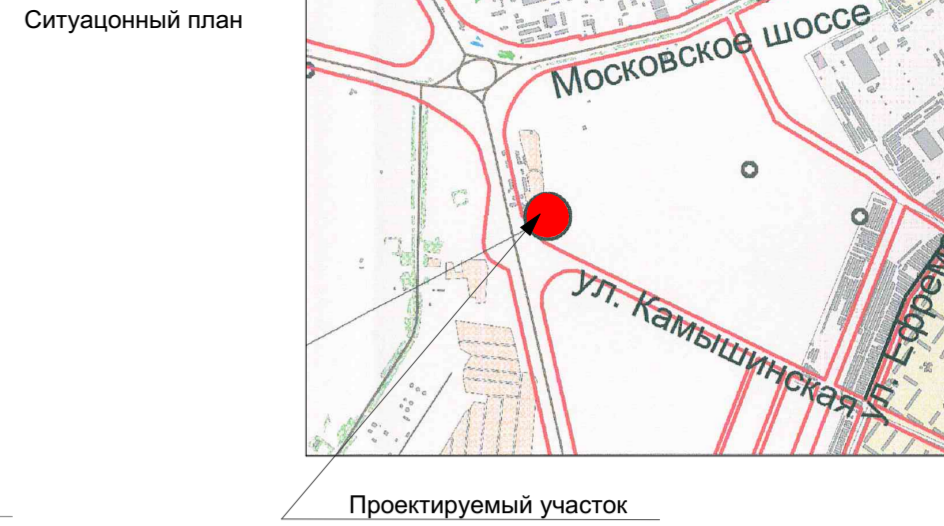 Ситуацонный план
Московское шоссе
ул. Камышинская
ул. Ефрем
Проектируемый участок